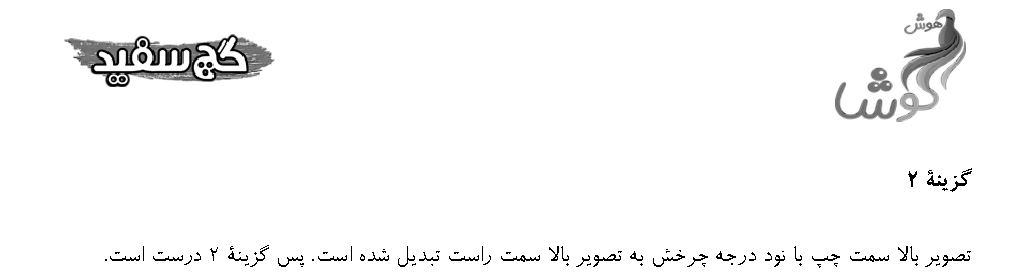 هوش
کوشا
گچ سفید
گزینهٔ ۲
تصویر بالا سمت چپ با نود درجه چرخش به تصویر بالا سمت راست تبدیل شده است. پس گزینهٔ ۲ درست است.